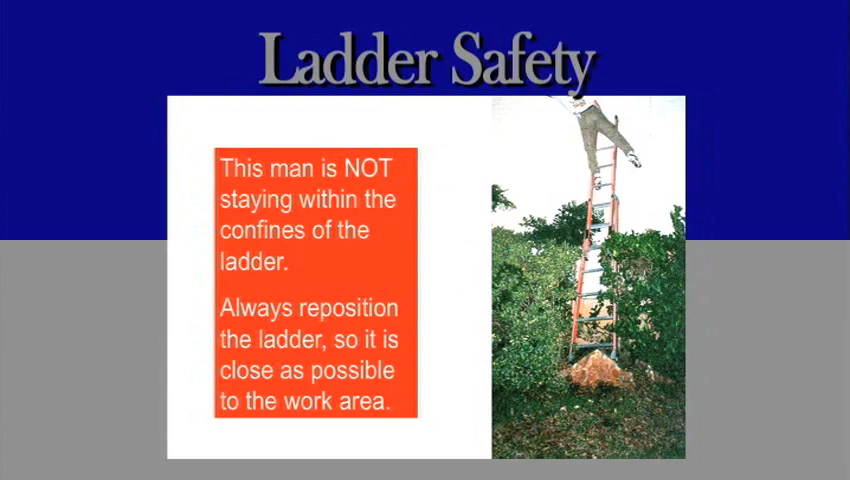 Ladder Safety
This man is NOT
staying within the
confines of the
ladder.
Always reposition
the ladder, so it is
close as possible
to the work area.